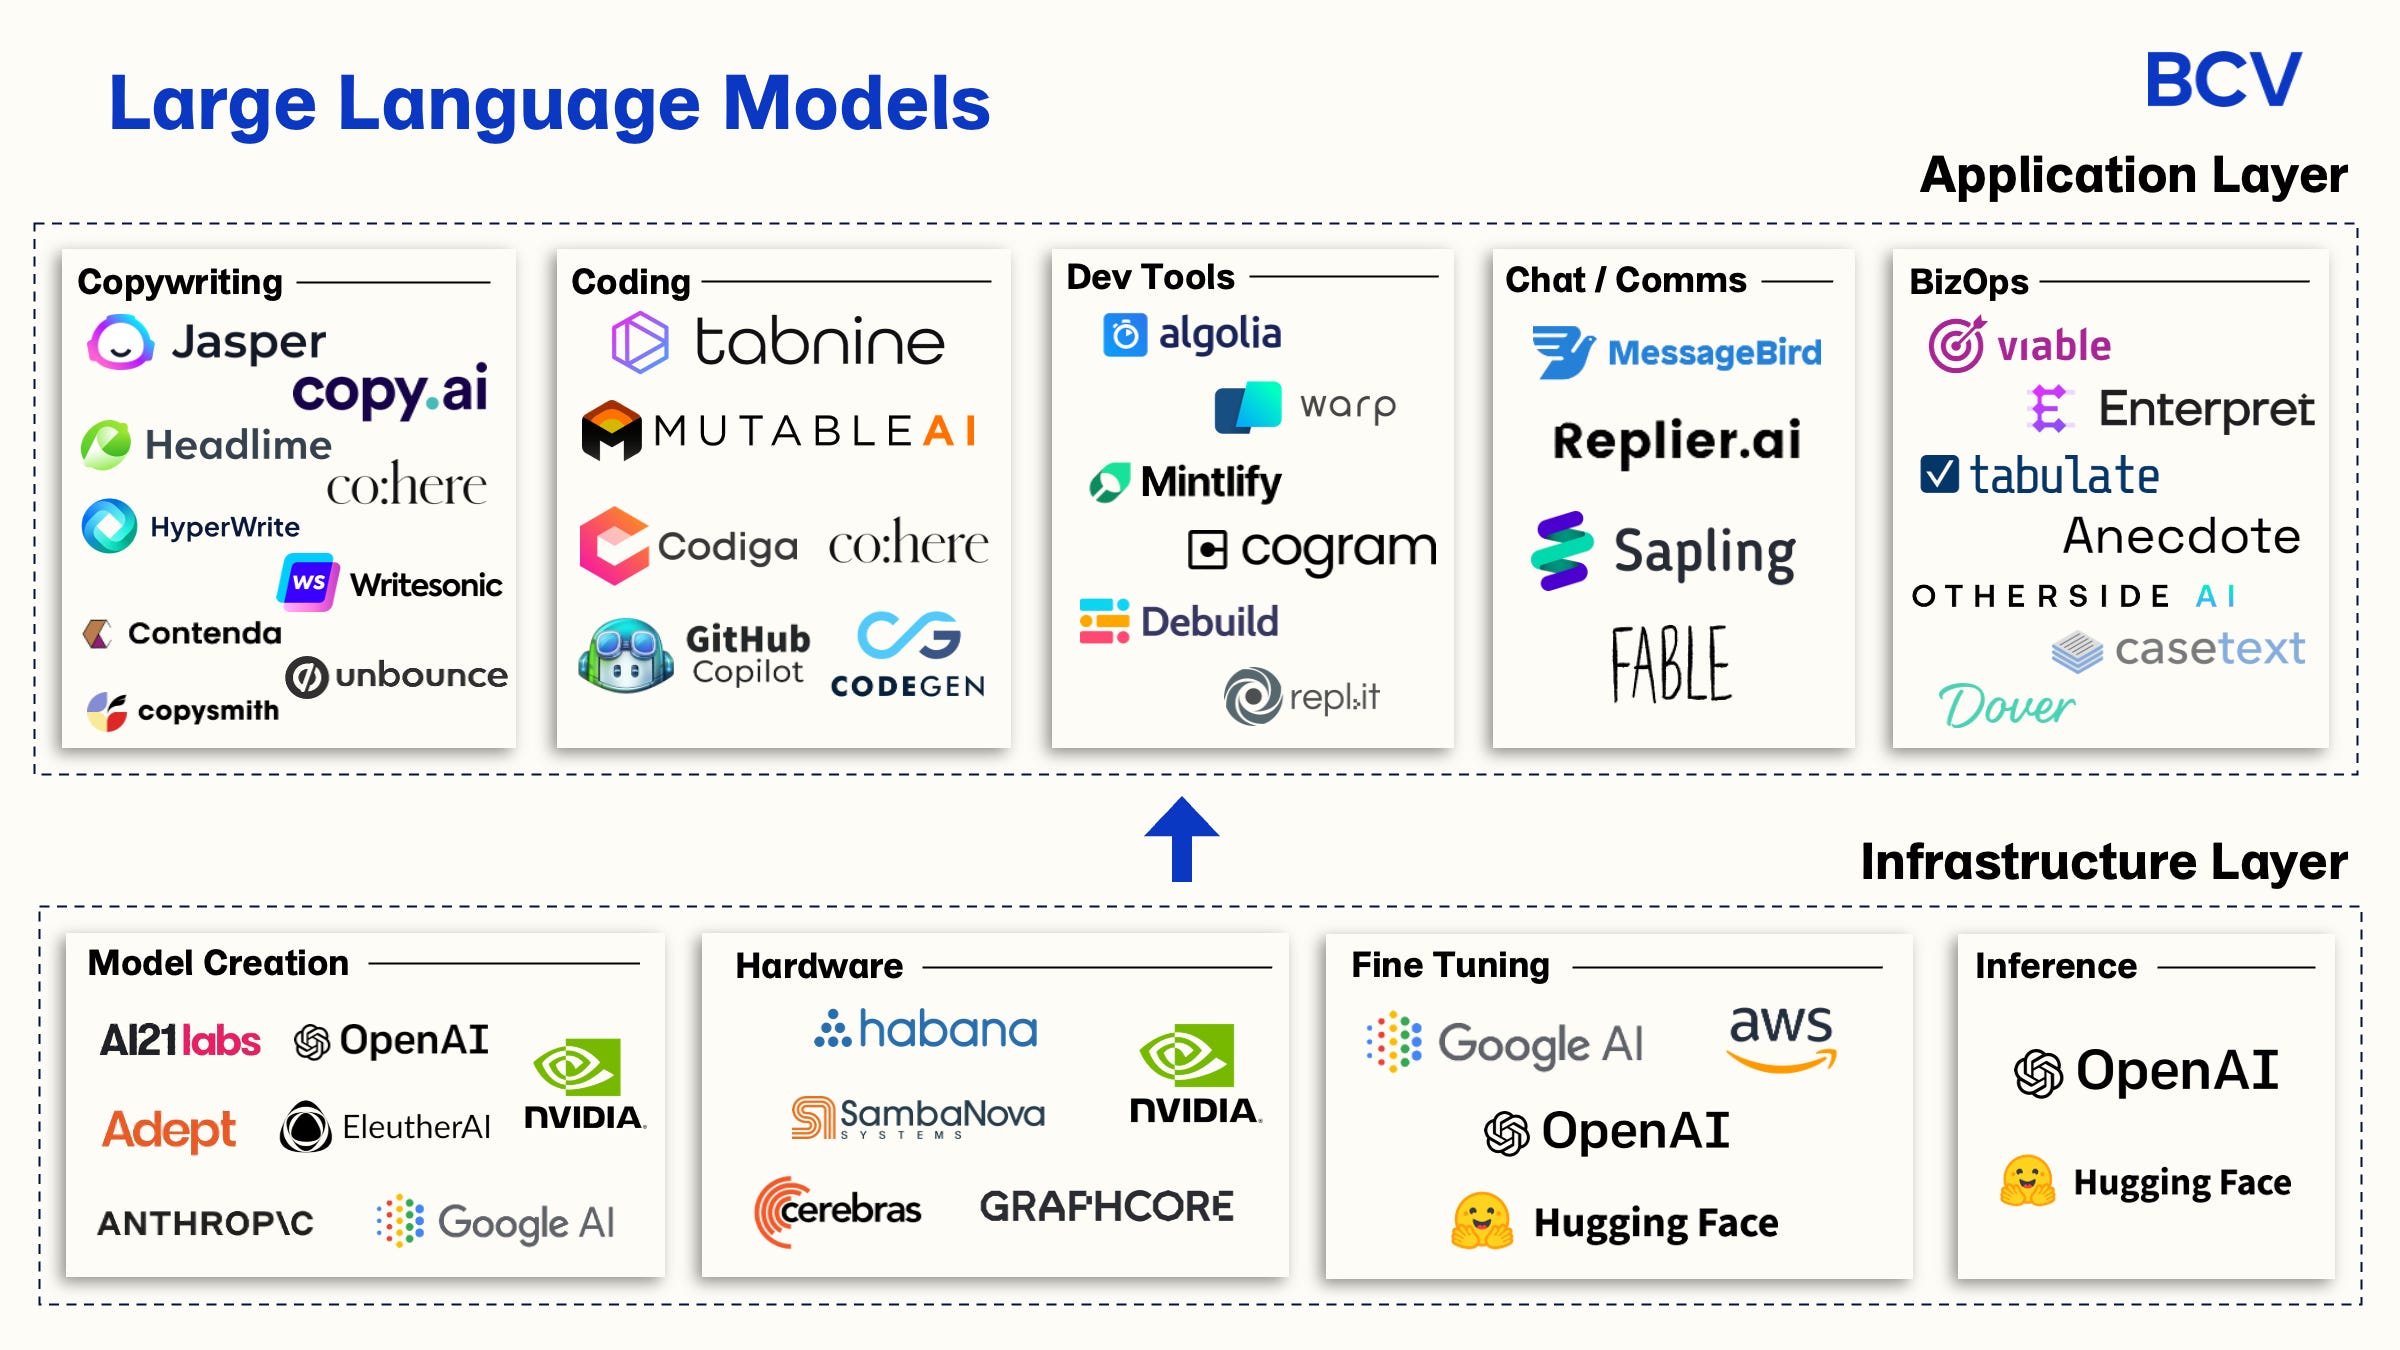 Large Language Models
BCV
Application Layer
Copywriting
Jasper
copy.ai
Headlime
co:here
HyperWrite
WS Writesonic
Contenda
unbounce
copysmith
Coding
tabnine
MUTABLEAI
Codiga
co:here
GitHub
Copilot
CODEGEN
Dev Tools
algolia
warp
Mintlify
cogram
Debuild
repl.it
Chat / Comms
MessageBird
Replier.ai
Sapling
FABLE
BizOps
viable
Enterpret
tabulate
Anecdote
OTHERSIDE AI
casetext
Dover
Infrastructure Layer
Model Creation
AI21labs
OpenAI
NVIDIA.
Adept
EleutherAI
ANTHROP\C
Google AI
Hardware
habana
NVIDIA.
SambaNova
SYSTEMS
cerebras
GRAPHCORE
Fine Tuning
Google AI
aws
OpenAI
Hugging Face
Inference
OpenAI
Hugging Face